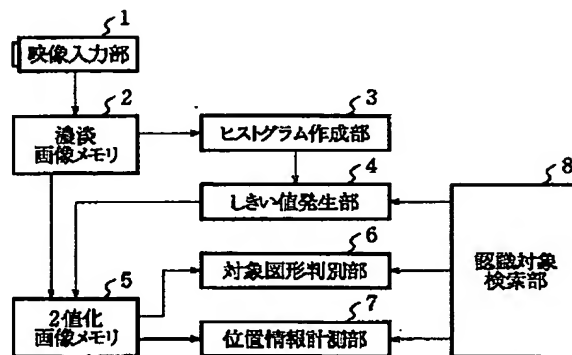 1
映像入力部
2
濃淡
画像メモリ
3
ヒストグラム作成部
4
しきい値発生部
5
2値化
画像メモリ
6
対象図形判別部
7
位置情報計測部
8
認識対象
検索部